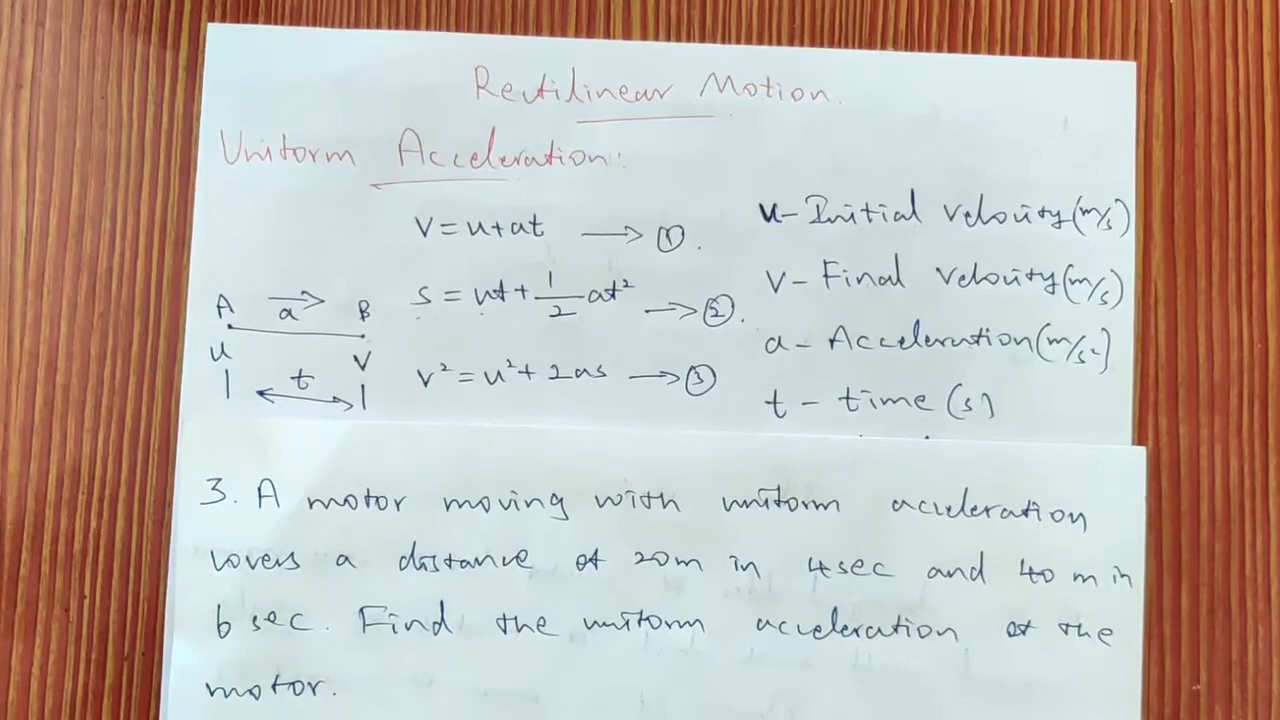 Rectilinear Motion.
Uniform Acceleration:
v = u + at → ①.
s = ut + 1/2 at² → ②.
v² = u² + 2as → ③
A a B
u v
t
u - Initial velocity (m/s)
v - Final velocity (m/s)
a - Acceleration (m/s²)
t - time (s)
3. A motor moving with uniform acceleration
covers a distance of 20m in 4sec and 40 m in
6 sec. Find the uniform acceleration of the
motor.